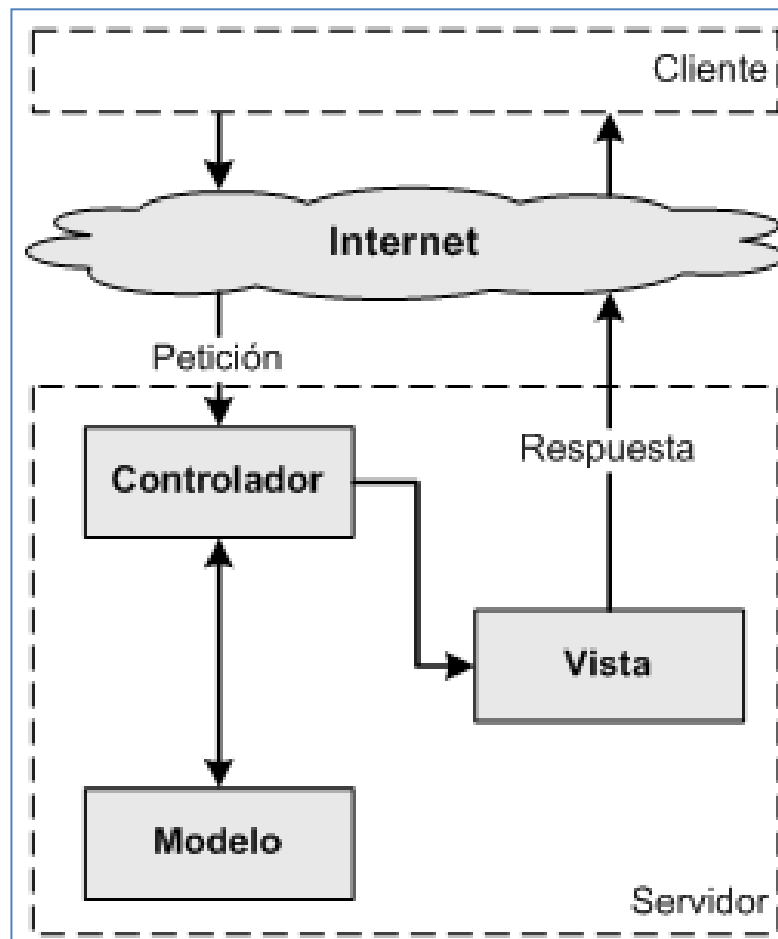 Cliente
Internet
Petición
Controlador
Respuesta
Vista
Modelo
Servidor